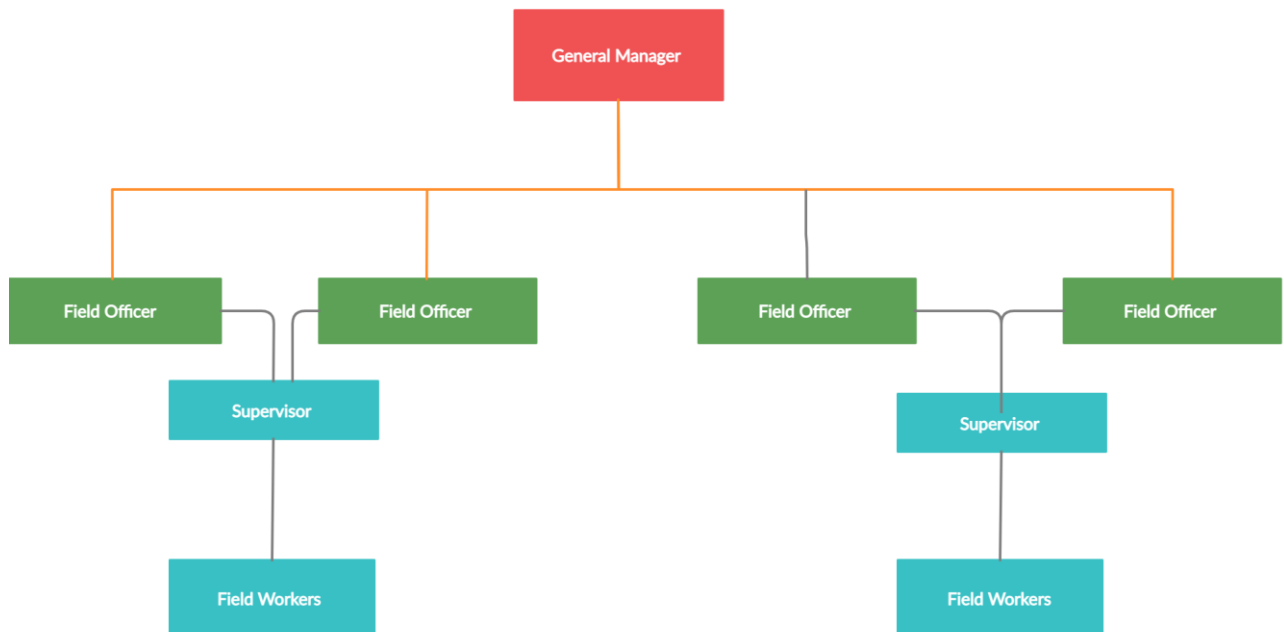 General Manager
Field Officer
Field Officer
Field Officer
Field Officer
Supervisor
Supervisor
Field Workers
Field Workers